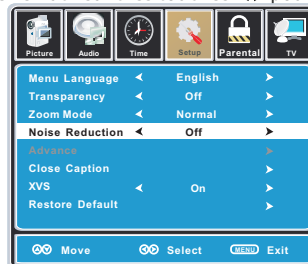 Picture Audio Time Setup Parental TV
Menu Language English
Transparency Off
Zoom Mode Normal
Noise Reduction Off
Advance
Close Caption
XVS On
Restore Default
Move Select MENU Exit